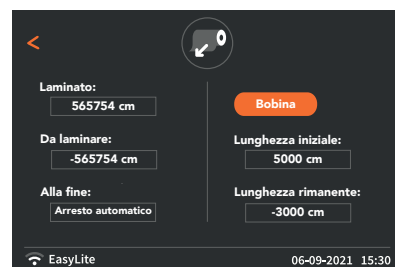 <
Laminato:
565754 cm
Da laminare:
-565754 cm
Alla fine:
Arresto automatico
Bobina
Lunghezza iniziale:
5000 cm
Lunghezza rimanente:
-3000 cm
EasyLite
06-09-2021 15:30